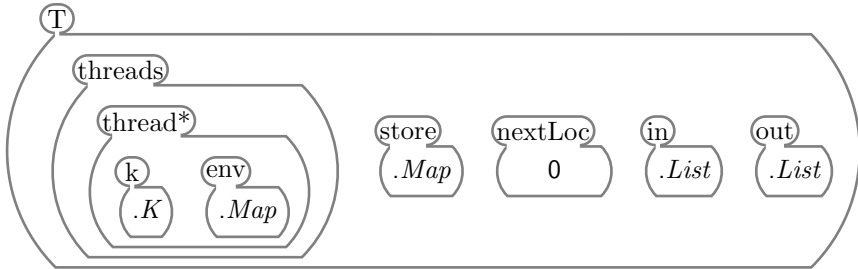 T
threads
thread*
k env
.K .Map
store nextLoc in out
.Map 0 .List .List